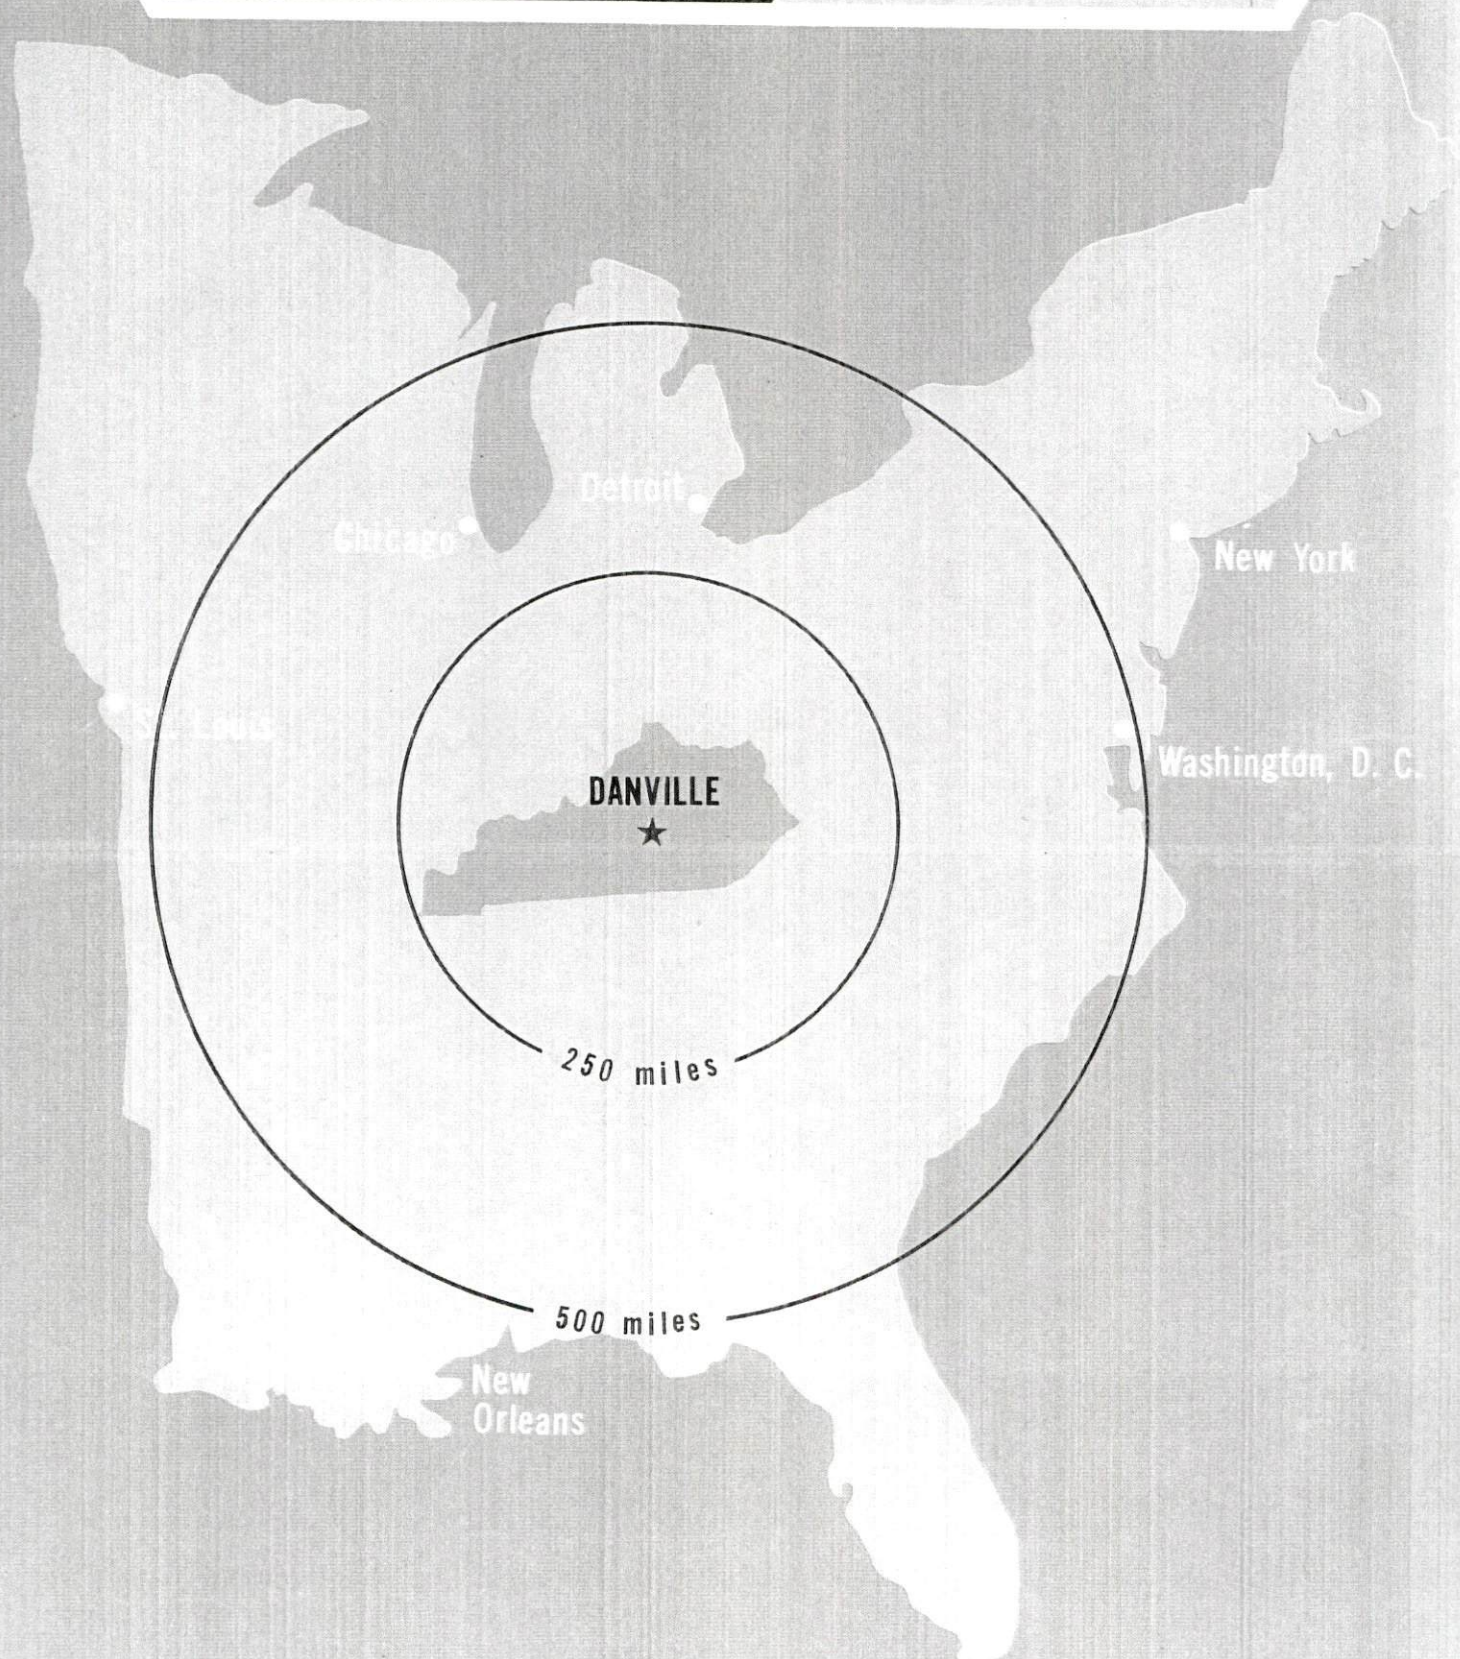 Detroit
Chicago
New York
St. Louis
Washington, D. C.
DANVILLE
250 miles
500 miles
New
Orleans